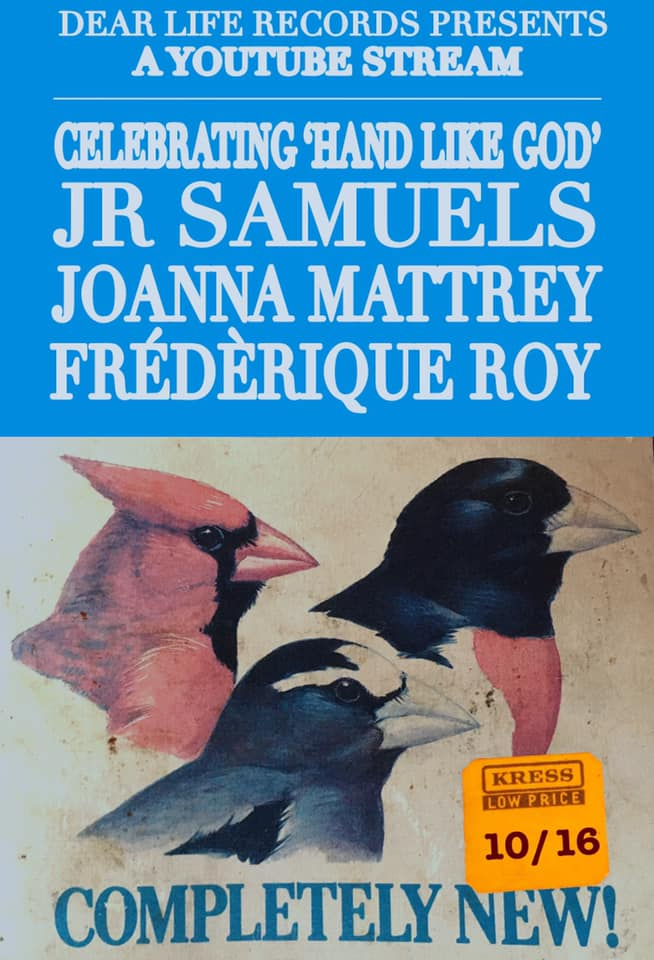 DEAR LIFE RECORDS PRESENTS
A YOUTUBE STREAM
CELEBRATING ‘HAND LIKE GOD’
JR SAMUELS
JOANNA MATTREY
FRÉDÈRIQUE ROY
KRESS
LOW PRICE
10/16
COMPLETELY NEW!